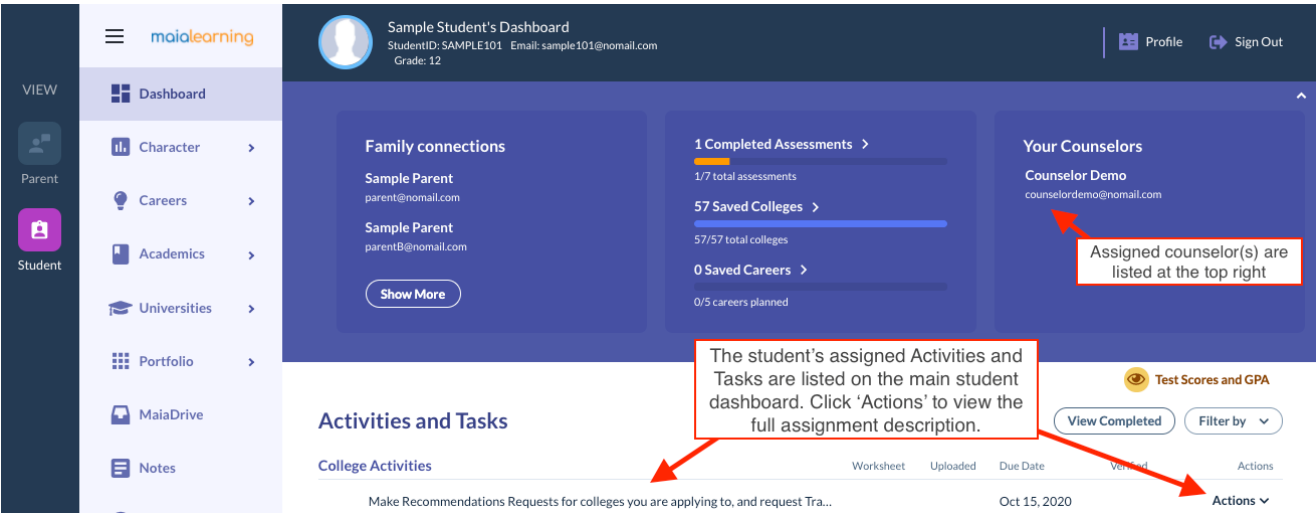 VIEW
Parent
Student
maialearning
Dashboard
Character
Careers
Academics
Universities
Portfolio
MaiaDrive
Notes
Sample Student's Dashboard
StudentID: SAMPLE101 Email: sample101@nomail.com
Grade: 12
Profile
Sign Out
Family connections
Sample Parent
parent@nomail.com
Sample Parent
parentB@nomail.com
Show More
1 Completed Assessments
1/7 total assessments
57 Saved Colleges
57/57 total colleges
0 Saved Careers
0/5 careers planned
Your Counselors
Counselor Demo
counselordemo@nomail.com
Assigned counselor(s) are
listed at the top right
The student's assigned Activities and
Tasks are listed on the main student
dashboard. Click 'Actions' to view the
full assignment description.
Test Scores and GPA
Activities and Tasks
View Completed
Filter by
College Activities
Worksheet Uploaded Due Date Verified Actions
Make Recommendations Requests for colleges you are applying to, and request Tra... Oct 15, 2020 Actions